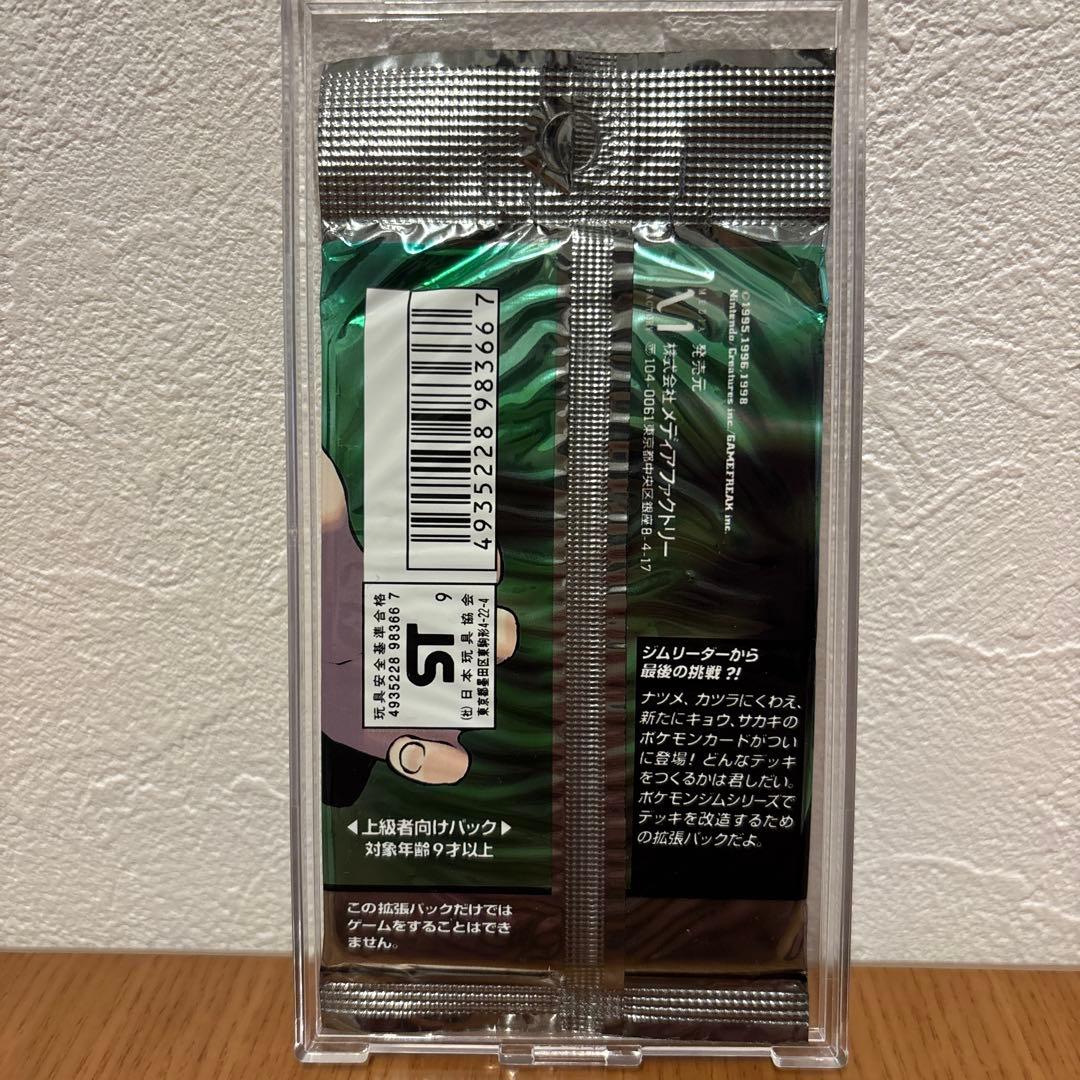 4935228 983667
玩具安全基準合格
4935228 98366 7
ST
9
(社)日本玩具協会
東京都墨田区東駒形4-22-4
◀上級者向けパック▶
対象年齢9才以上
この拡張パックだけでは
ゲームをすることはでき
ません。
©1995,1996,1998
Nintendo/Creatures inc./GAMEFREAK inc.
発売元
株式会社メディアファクトリー
〠104-0061東京都中央区銀座8-4-17
ジムリーダーから
最後の挑戦?!
ナツメ、カツラにくわえ、
新たにキョウ、サカキの
ポケモンカードがつい
に登場! どんなデッキ
をつくるかは君しだい。
ポケモンジムシリーズで
デッキを改造するため
の拡張パックだよ。